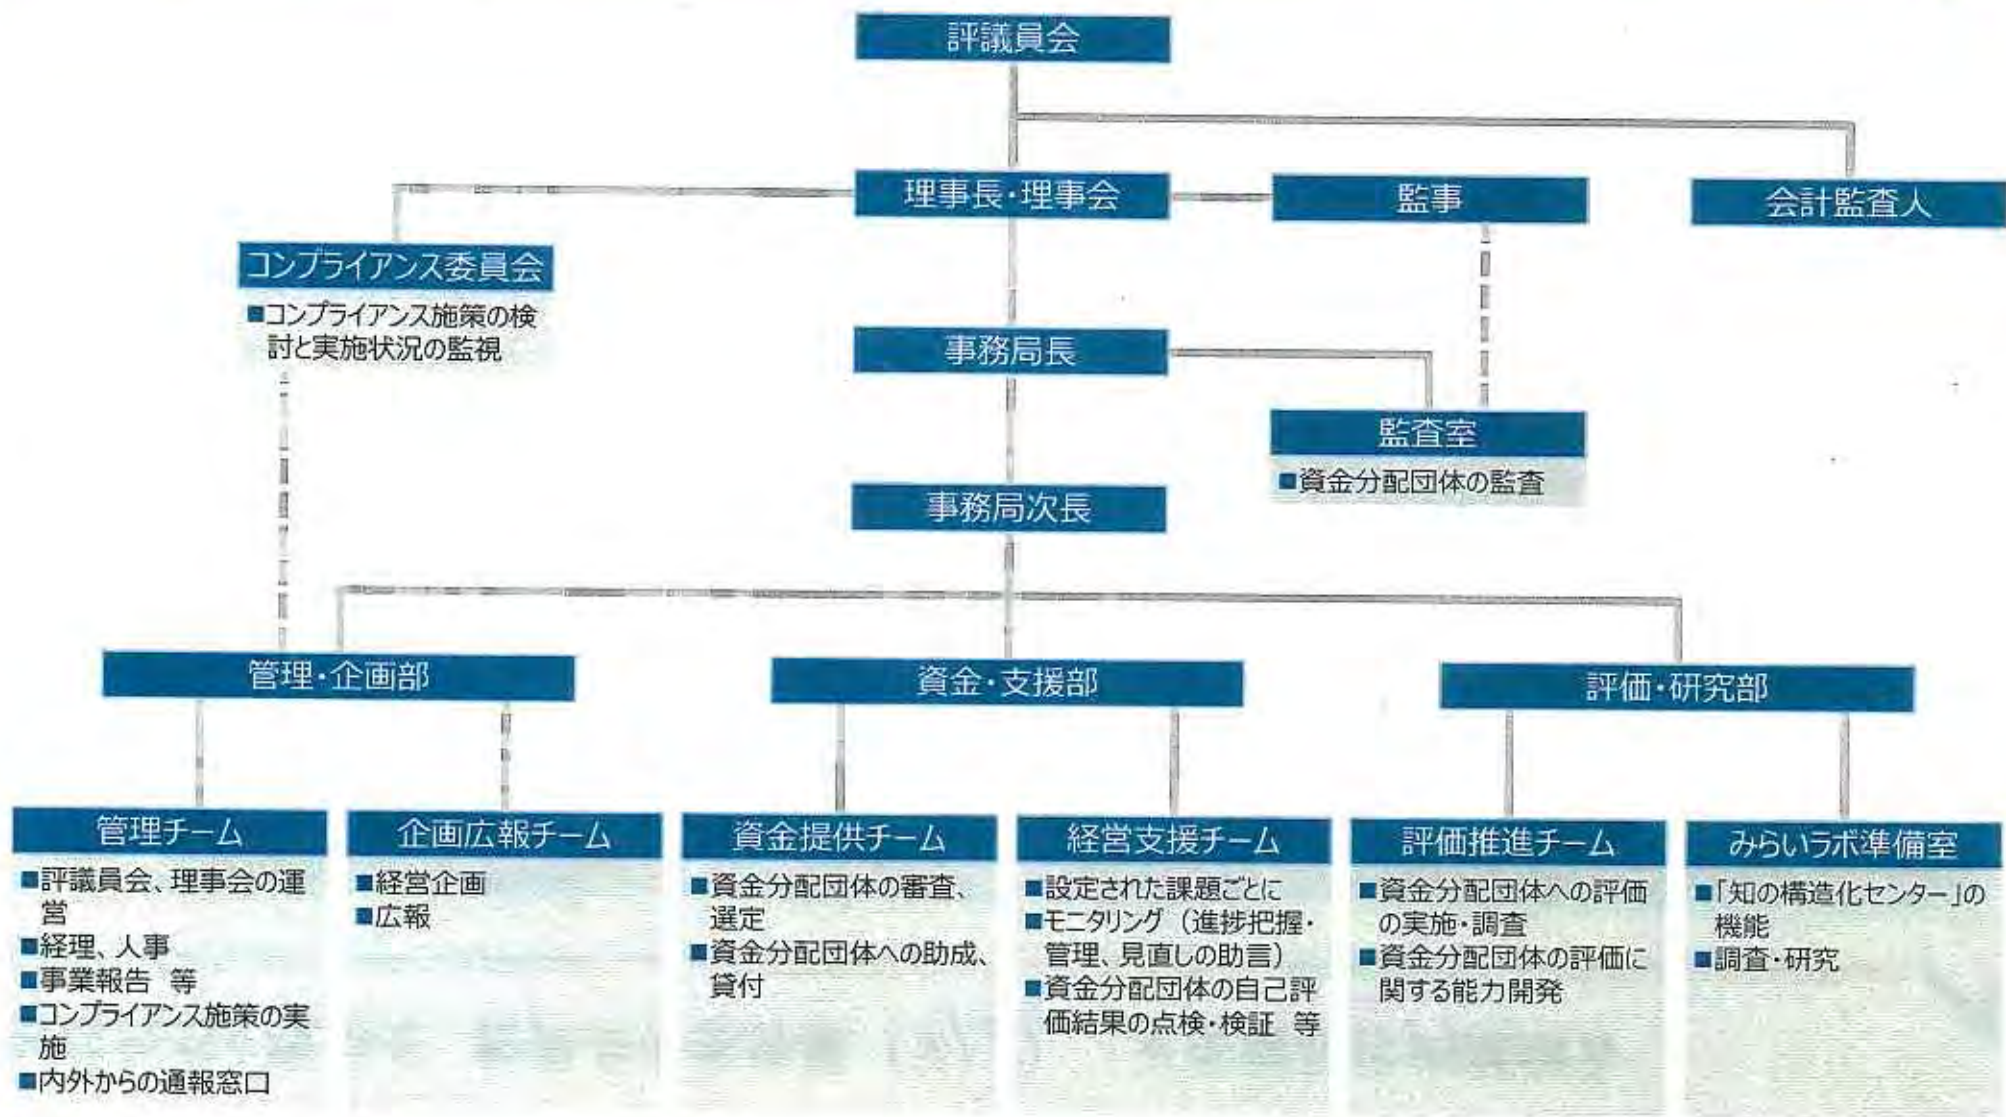 評議員会
理事長・理事会
監事
会計監査人
コンプライアンス委員会
■コンプライアンス施策の検
討と実施状況の監視
事務局長
監査室
■資金分配団体の監査
事務局次長
管理・企画部
資金・支援部
評価・研究部
管理チーム
■評議員会、理事会の運
営
■経理、人事
■事業報告 等
■コンプライアンス施策の実
施
■内外からの通報窓口
企画広報チーム
■経営企画
■広報
資金提供チーム
■資金分配団体の審査、
選定
■資金分配団体への助成、
貸付
経営支援チーム
■設定された課題ごとに
■モニタリング（進捗把握・
管理、見直しの助言）
■資金分配団体の自己評
価結果の点検・検証 等
評価推進チーム
■資金分配団体への評価
の実施・調査
■資金分配団体の評価に
関する能力開発
みらいラボ準備室
■「知の構造化センター」の
機能
■調査・研究